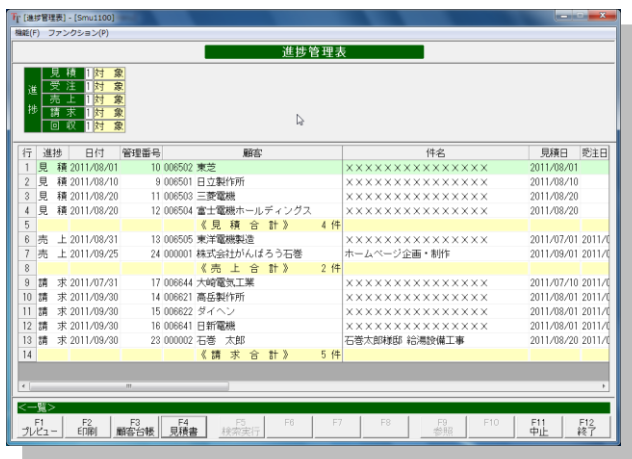 [進捗管理表] - [Smu1100]
機能(F) ファンクション(P)
進捗管理表
進捗
見 積 1 対 象
受 注 1 対 象
売 上 1 対 象
請 求 1 対 象
回 収 1 対 象
行 進捗 日付 管理番号 顧客 件名 見積日 受注日
1 見 積 2011/08/01 10 006502 東芝 ×××××××××××××× 2011/08/01
2 見 積 2011/08/10 9 006501 日立製作所 ×××××××××××××× 2011/08/10
3 見 積 2011/08/20 11 006503 三菱電機 ×××××××××××××× 2011/08/20
4 見 積 2011/08/20 12 006504 富士電機ホールディングス ×××××××××××××× 2011/08/20
5 《 見 積 合 計 》 4 件
6 売 上 2011/08/31 13 006505 東洋電機製造 ×××××××××××××× 2011/07/01 2011/0
7 売 上 2011/09/25 24 000001 株式会社がんばろう石巻 ホームページ企画・制作 2011/09/01 2011/0
8 《 売 上 合 計 》 2 件
9 請 求 2011/07/31 17 006644 大崎電気工業 ×××××××××××××× 2011/07/10 2011/0
10 請 求 2011/09/30 14 006621 高岳製作所 ×××××××××××××× 2011/08/01 2011/0
11 請 求 2011/09/30 15 006622 ダイヘン ×××××××××××××× 2011/08/01 2011/0
12 請 求 2011/09/30 16 006641 日新電機 ×××××××××××××× 2011/08/01 2011/0
13 請 求 2011/09/30 23 000002 石巻 太郎 石巻太郎様邸 給湯設備工事 2011/08/20 2011/0
14 《 請 求 合 計 》 5 件
<一覧>
F1 F2 F3 F4 F5 F6 F7 F8 F9 F10 F11 F12
プレビュー 印刷 顧客台帳 見積書 検索実行 参照 中止 終了